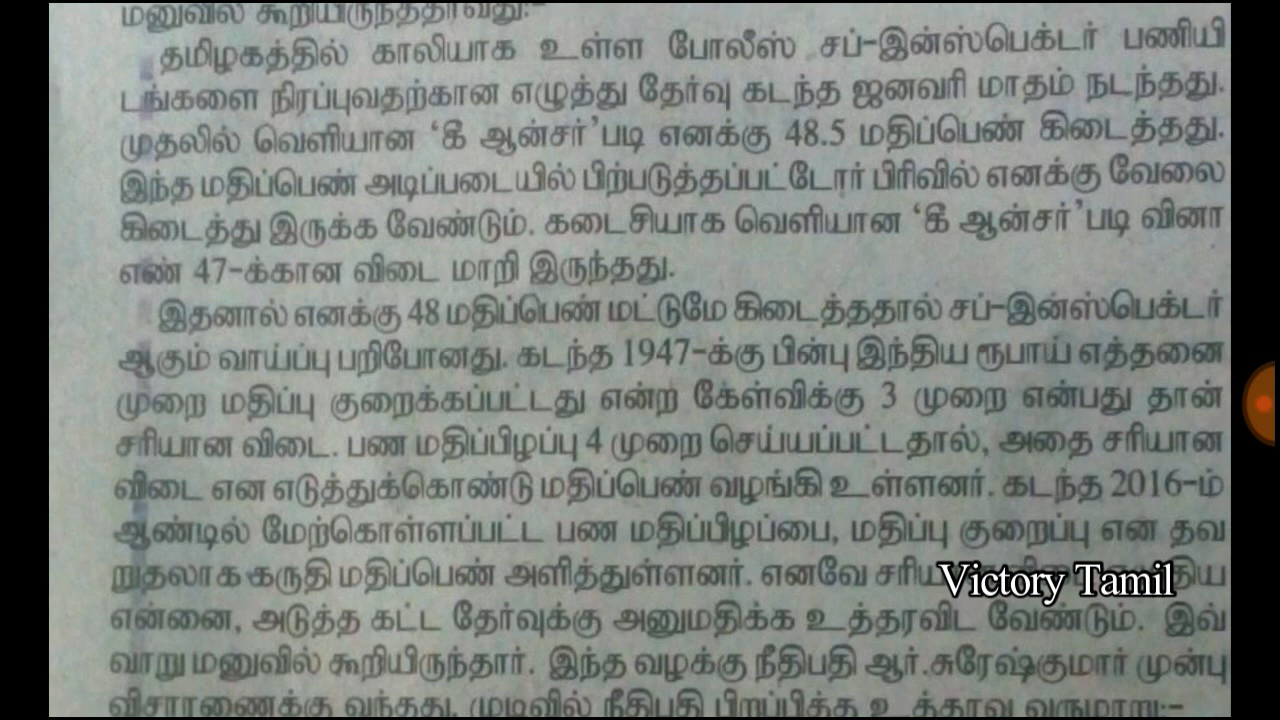 மனுவில் கூறியிருந்ததாவது:-
தமிழகத்தில் காலியாக உள்ள போலீஸ் சப்-இன்ஸ்பெக்டர் பணியி
டங்களை நிரப்புவதற்கான எழுத்து தேர்வு கடந்த ஜனவரி மாதம் நடந்தது.
முதலில் வெளியான ‘கீ ஆன்சர்’படி எனக்கு 48.5 மதிப்பெண் கிடைத்தது.
இந்த மதிப்பெண் அடிப்படையில் பிற்படுத்தப்பட்டோர் பிரிவில் எனக்கு வேலை
கிடைத்து இருக்க வேண்டும். கடைசியாக வெளியான ‘கீ ஆன்சர்’படி வினா
எண் 47-க்கான விடை மாறி இருந்தது.
இதனால் எனக்கு 48 மதிப்பெண் மட்டுமே கிடைத்ததால் சப்-இன்ஸ்பெக்டர்
ஆகும் வாய்ப்பு பறிபோனது. கடந்த 1947-க்கு பின்பு இந்திய ரூபாய் எத்தனை
முறை மதிப்பு குறைக்கப்பட்டது என்ற கேள்விக்கு 3 முறை என்பது தான்
சரியான விடை. பண மதிப்பிழப்பு 4 முறை செய்யப்பட்டதால், அதை சரியான
விடை என எடுத்துக்கொண்டு மதிப்பெண் வழங்கி உள்ளனர். கடந்த 2016-ம்
ஆண்டில் மேற்கொள்ளப்பட்ட பண மதிப்பிழப்பை, மதிப்பு குறைப்பு என தவ
றுதலாக கருதி மதிப்பெண் அளித்துள்ளனர். எனவே Victory Tamil
என்னை, அடுத்த கட்ட தேர்வுக்கு அனுமதிக்க உத்தரவிட வேண்டும். இவ்
வாறு மனுவில் கூறியிருந்தார். இந்த வழக்கு நீதிபதி ஆர்.சுரேஷ்குமார் முன்பு
விசாரணைக்கு வந்தது. முடிவில் நீதிபதி பிறப்பித்த உத்தரவு வருமாறு:-